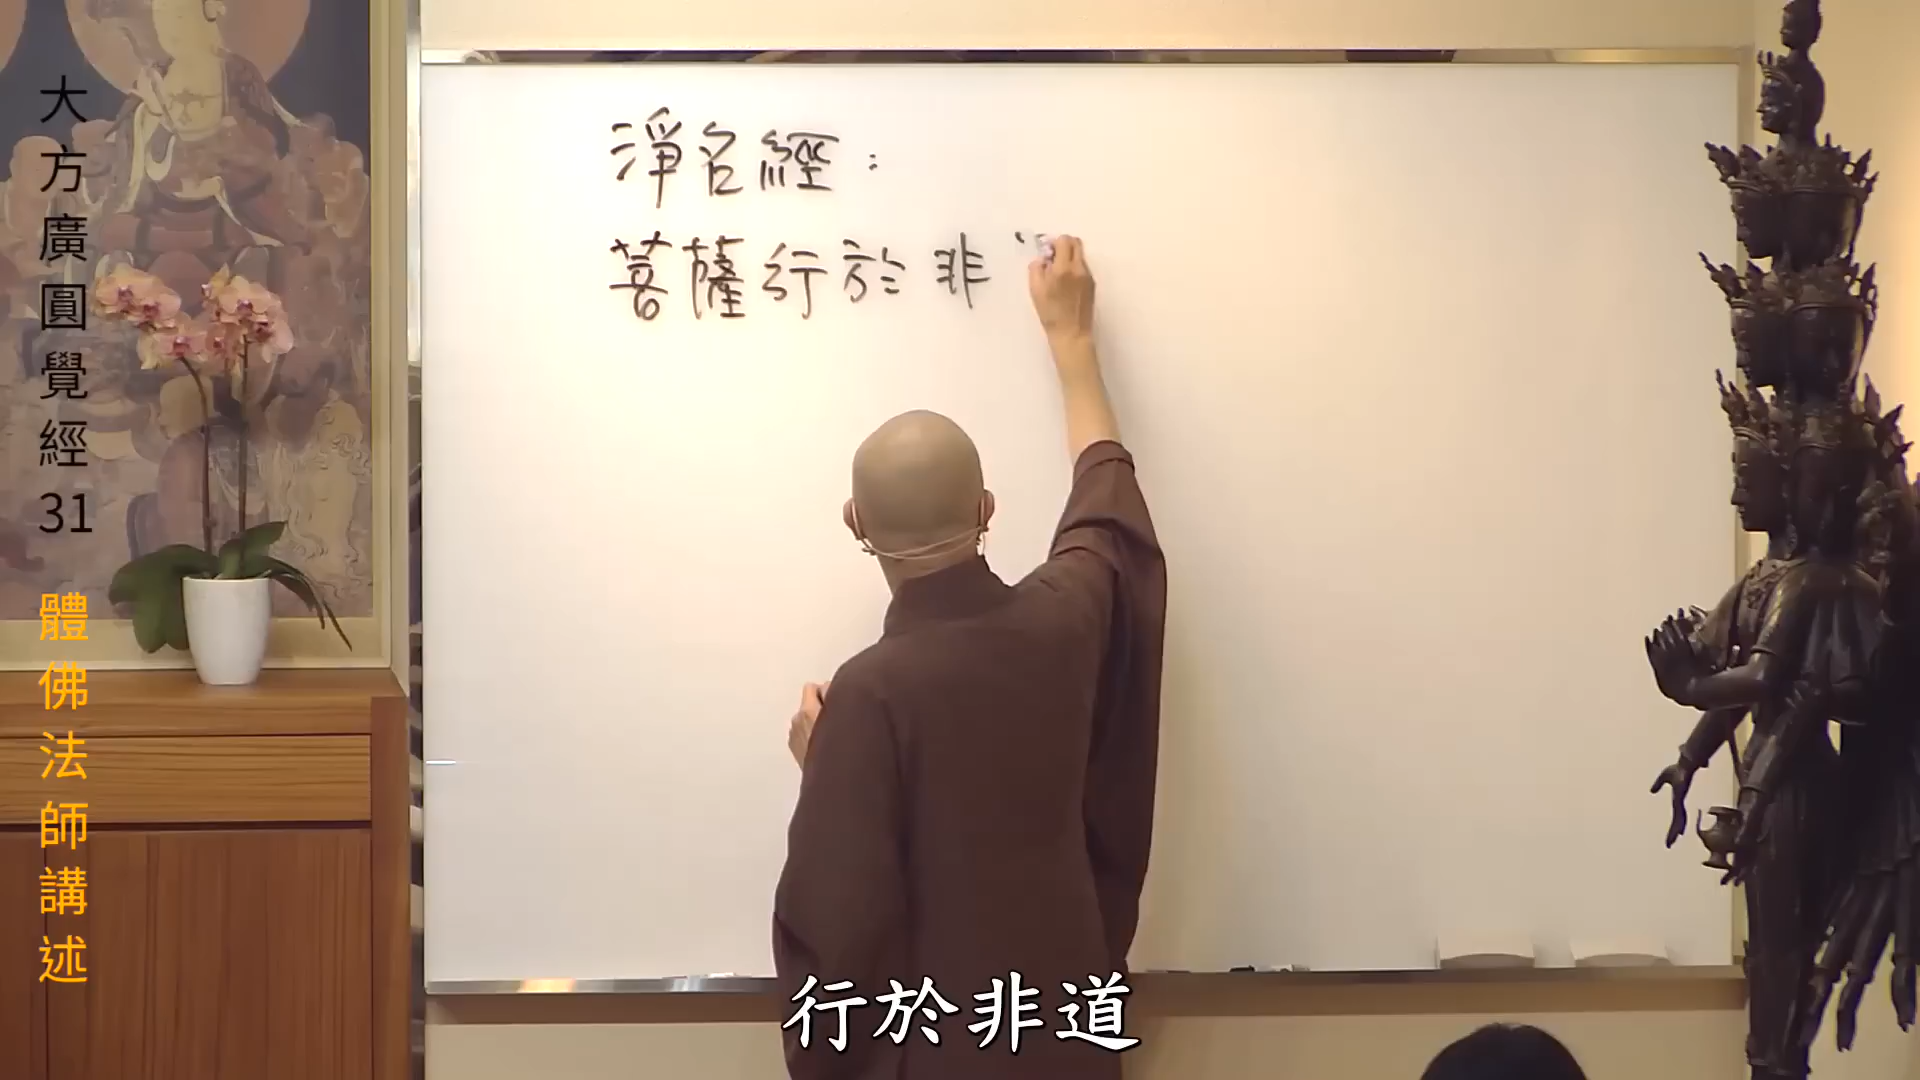 大方廣圓覺經31
體佛法師講述
淨名經：
菩薩行於非
行於非道